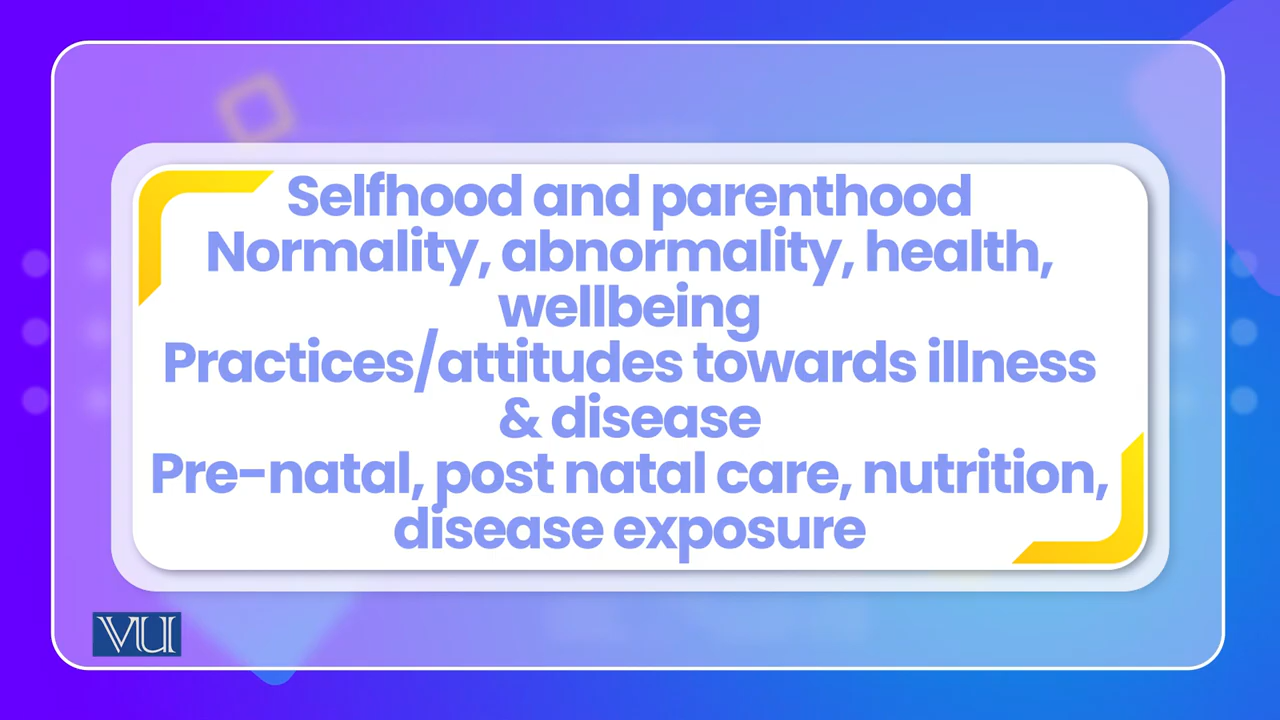 Selfhood and parenthood
Normality, abnormality, health,
wellbeing
Practices/attitudes towards illness
& disease
Pre-natal, post natal care, nutrition,
disease exposure
VU